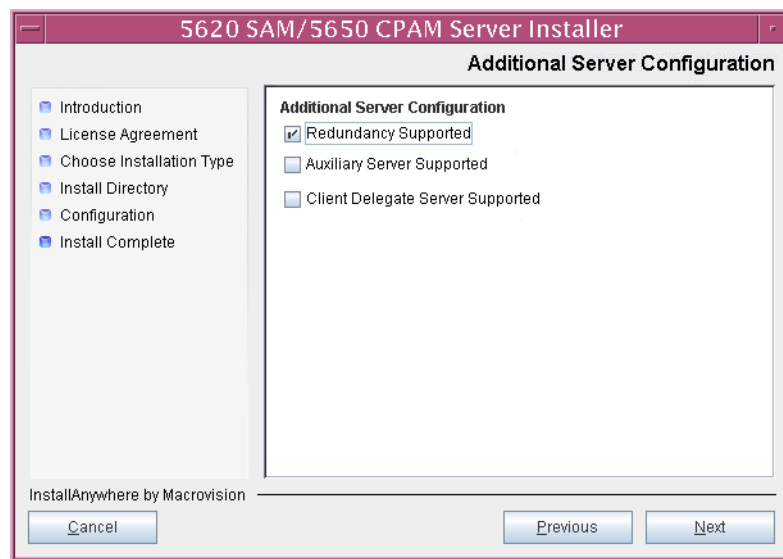 5620 SAM/5650 CPAM Server Installer
Additional Server Configuration
Introduction
License Agreement
Choose Installation Type
Install Directory
Configuration
Install Complete
Additional Server Configuration
Redundancy Supported
Auxiliary Server Supported
Client Delegate Server Supported
InstallAnywhere by Macrovision
Cancel
Previous
Next